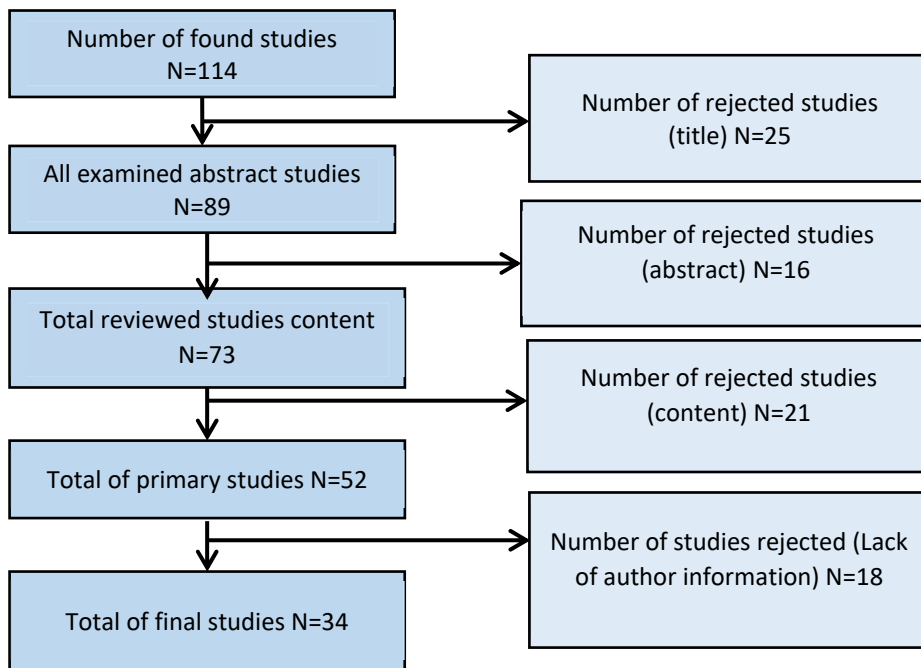 Number of found studies
N=114
Number of rejected studies
(title) N=25
All examined abstract studies
N=89
Number of rejected studies
(abstract) N=16
Total reviewed studies content
N=73
Number of rejected studies
(content) N=21
Total of primary studies N=52
Number of studies rejected (Lack
of author information) N=18
Total of final studies N=34